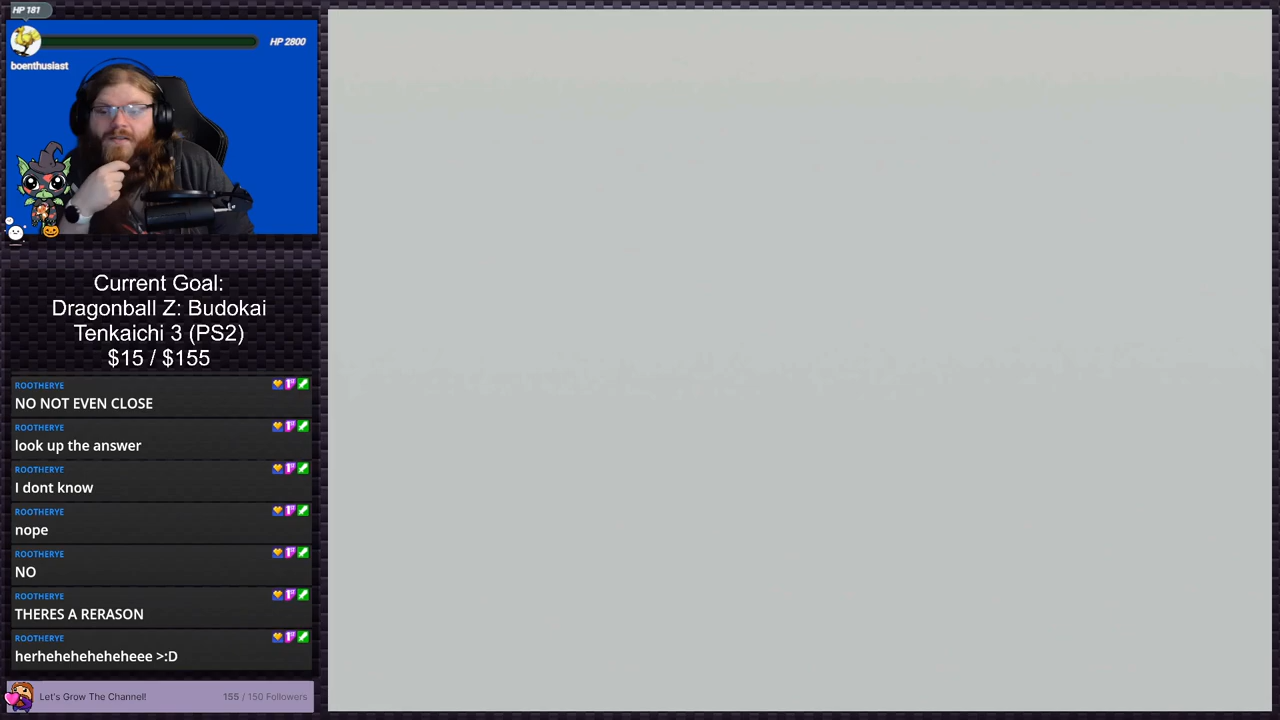 HP 181
HP 2800
boenthusiast
Current Goal:
Dragonball Z: Budokai
Tenkaichi 3 (PS2)
$15 / $155
ROOTHERYE
NO NOT EVEN CLOSE
ROOTHERYE
look up the answer
ROOTHERYE
I dont know
ROOTHERYE
nope
ROOTHERYE
NO
ROOTHERYE
THERES A RERASON
ROOTHERYE
herheheheheheheee >:D
Let's Grow The Channel! 155 / 150 Followers